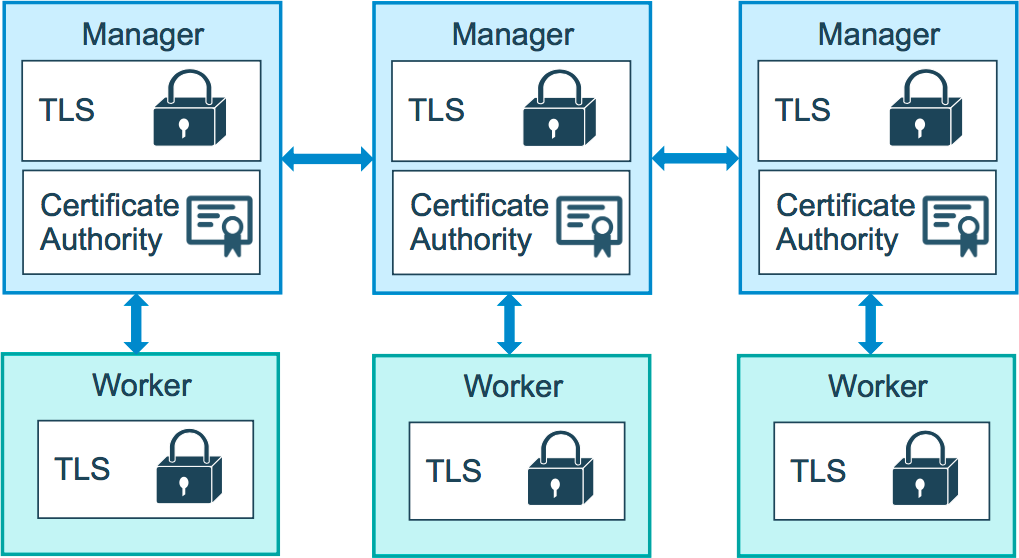 Manager
Manager
Manager
TLS
TLS
TLS
Certificate
Authority
Certificate
Authority
Certificate
Authority
Worker
Worker
Worker
TLS
TLS
TLS